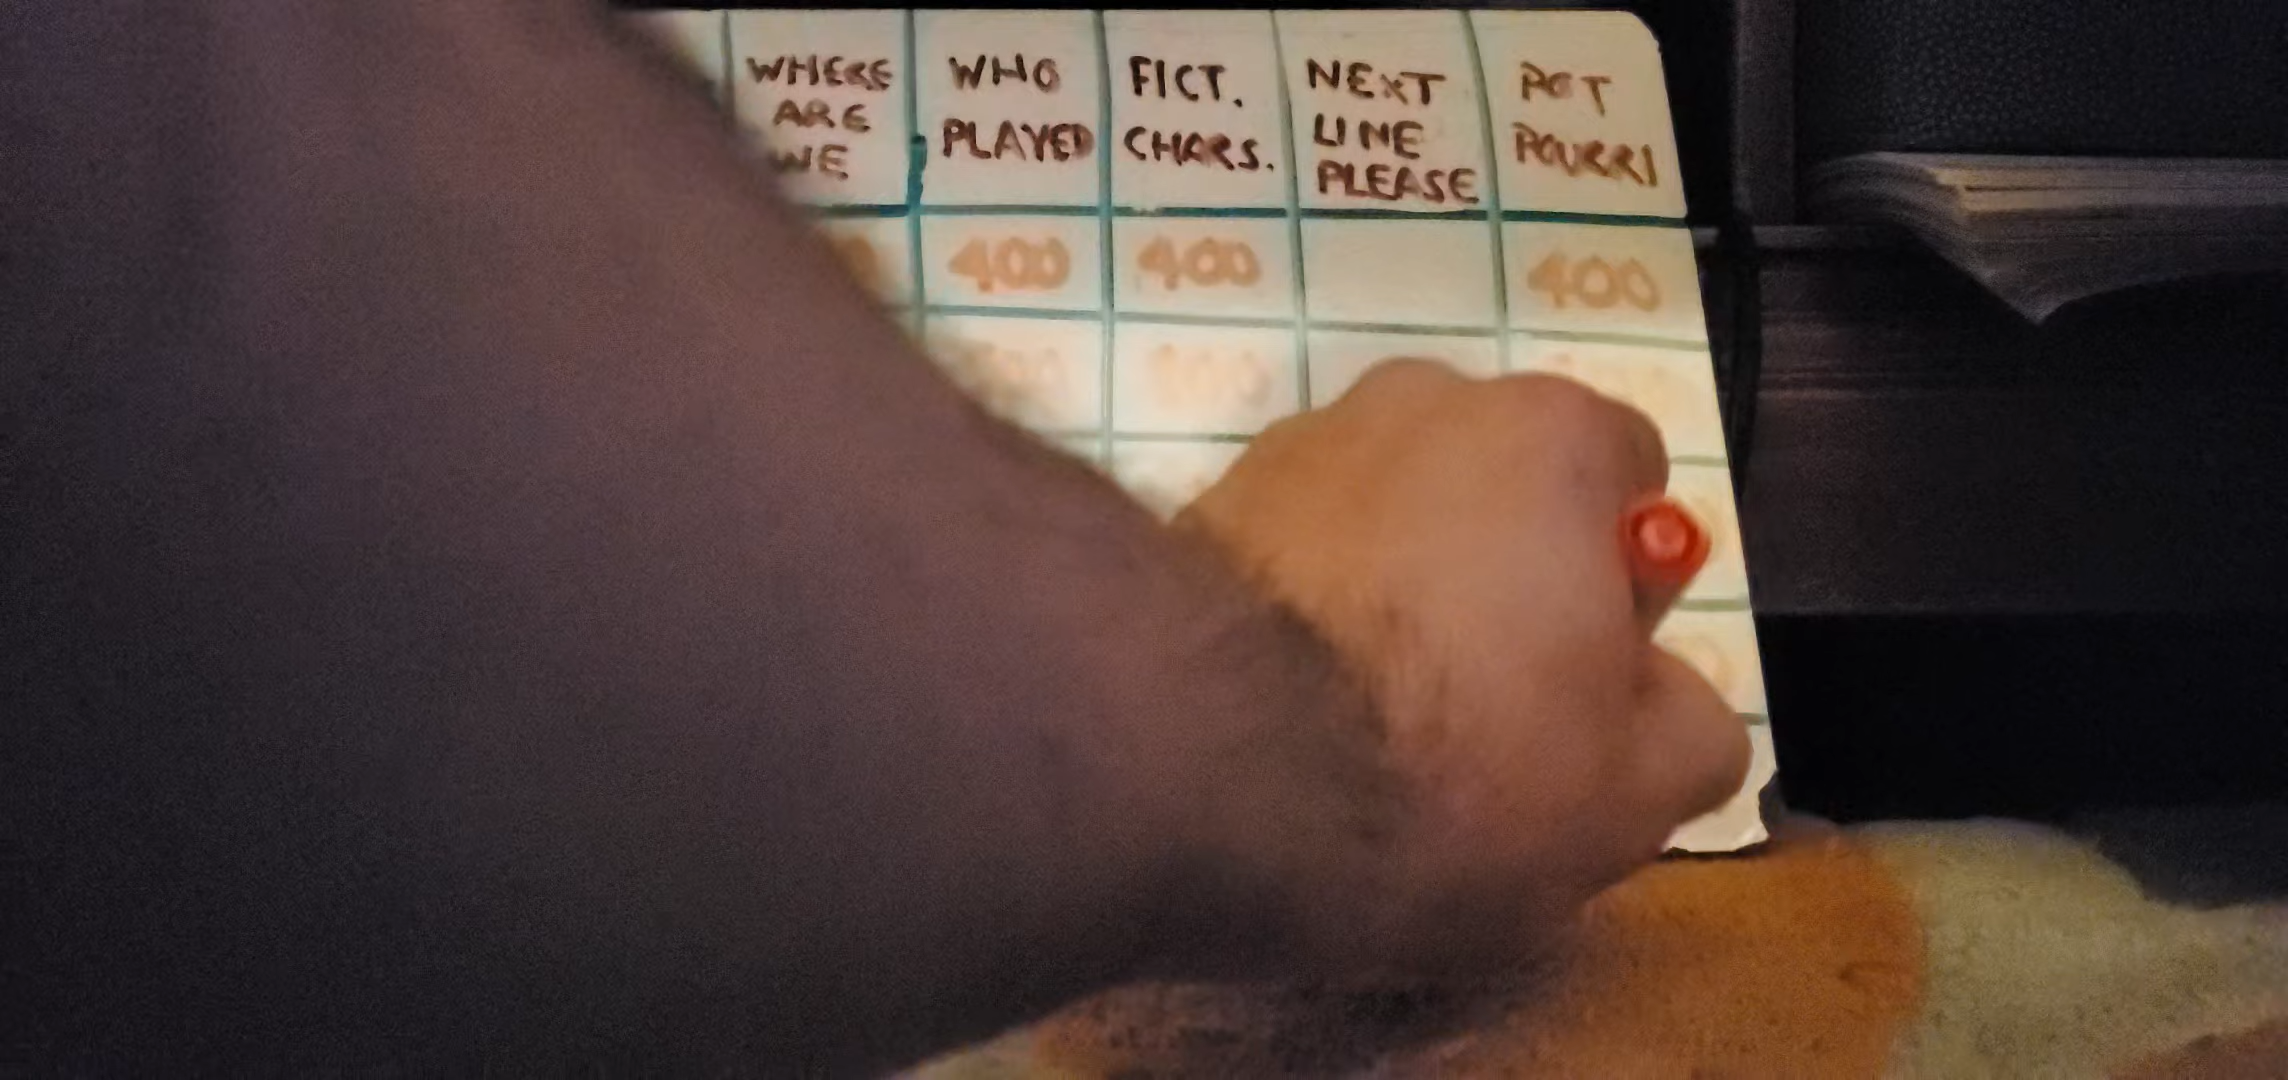 WHERE
ARE
WE
WHO
PLAYED
FICT.
CHARS.
NEXT
LINE
PLEASE
POT
POURRI
400
400
400